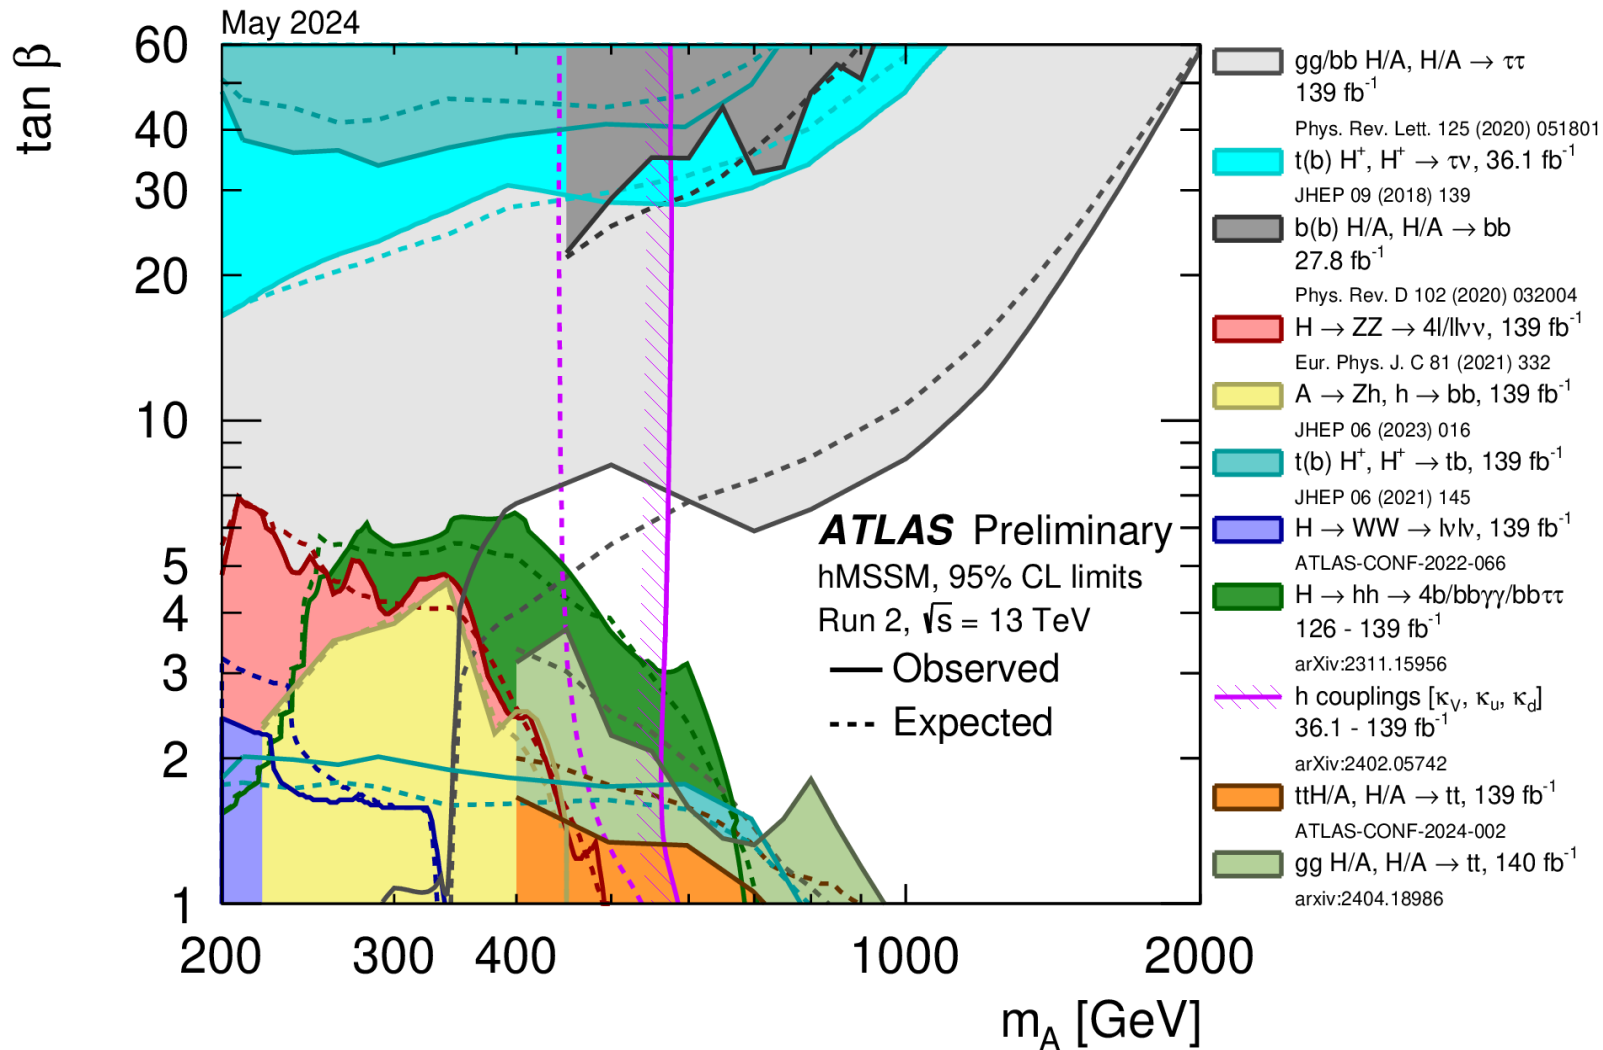 May 2024
tan β
60
40
30
20
10
5
4
3
2
1
200
300
400
1000
2000
m_A [GeV]
ATLAS Preliminary
hMSSM, 95% CL limits
Run 2, √s = 13 TeV
Observed
Expected
gg/bb H/A, H/A → ττ
139 fb⁻¹
Phys. Rev. Lett. 125 (2020) 051801
t(b) H⁺, H⁺ → τν, 36.1 fb⁻¹
JHEP 09 (2018) 139
b(b) H/A, H/A → bb
27.8 fb⁻¹
Phys. Rev. D 102 (2020) 032004
H → ZZ → 4l/llνν, 139 fb⁻¹
Eur. Phys. J. C 81 (2021) 332
A → Zh, h → bb, 139 fb⁻¹
JHEP 06 (2023) 016
t(b) H⁺, H⁺ → tb, 139 fb⁻¹
JHEP 06 (2021) 145
H → WW → lνlν, 139 fb⁻¹
ATLAS-CONF-2022-066
H → hh → 4b/bbγγ/bbττ
126 - 139 fb⁻¹
arXiv:2311.15956
h couplings [κ_V, κ_u, κ_d]
36.1 - 139 fb⁻¹
arXiv:2402.05742
ttH/A, H/A → tt, 139 fb⁻¹
ATLAS-CONF-2024-002
gg H/A, H/A → tt, 140 fb⁻¹
arxiv:2404.18986